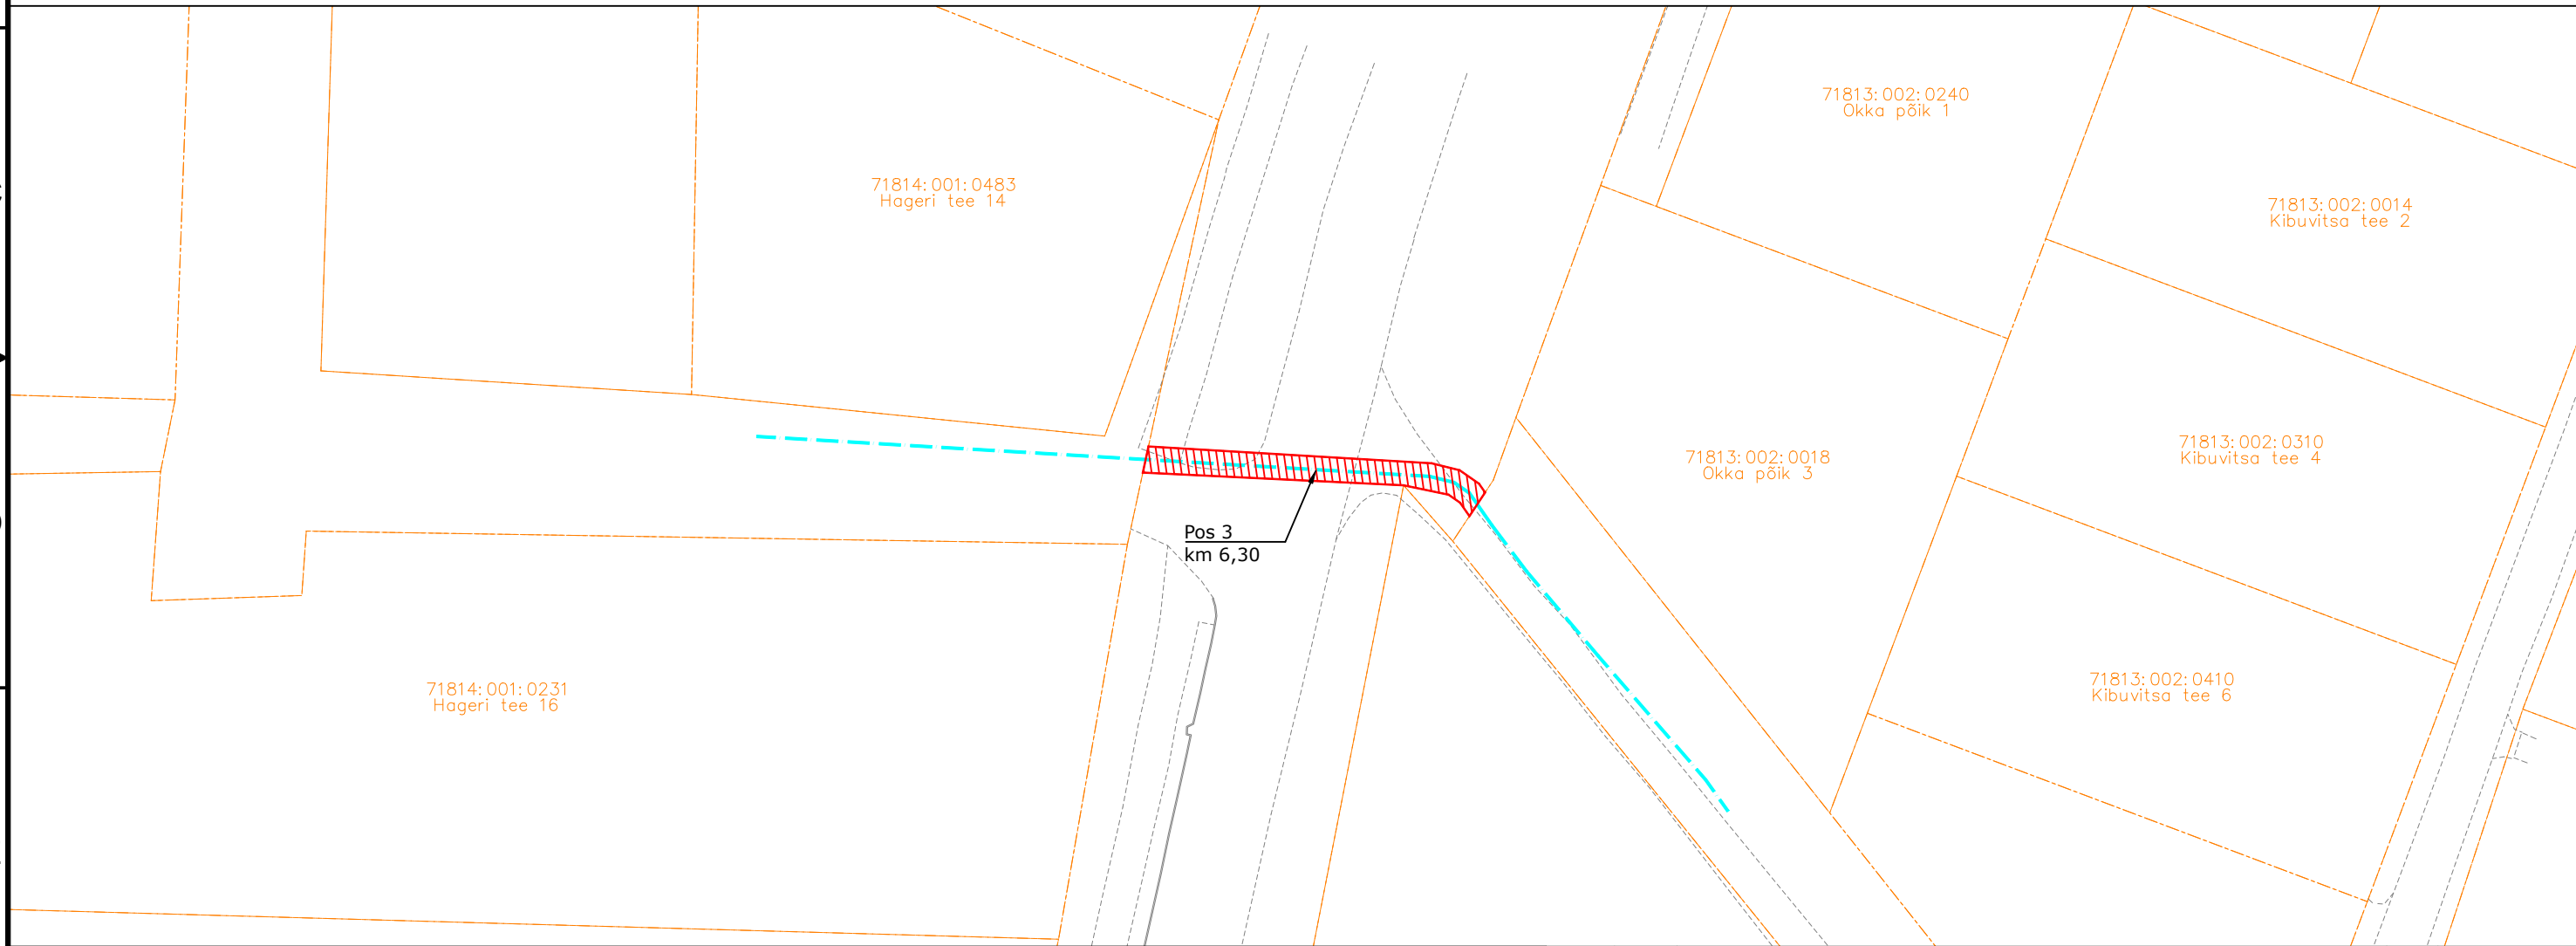 71813:002:0240
Okka põik 1
71814:001:0483
Hageri tee 14
71813:002:0014
Kibuvitsa tee 2
71813:002:0310
Kibuvitsa tee 4
71813:002:0018
Okka põik 3
Pos 3
km 6,30
71813:002:0410
Kibuvitsa tee 6
71814:001:0231
Hageri tee 16